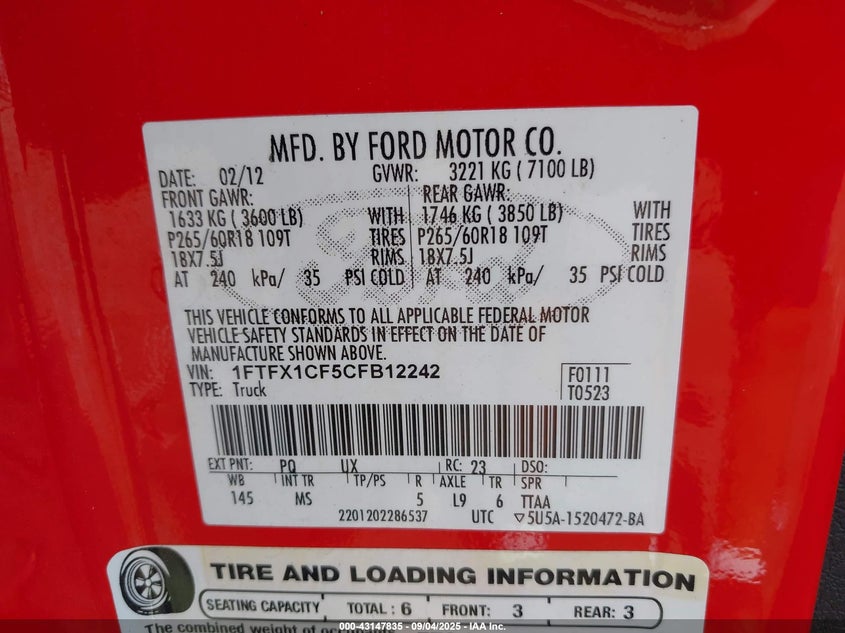 MFD. BY FORD MOTOR CO.
DATE: 02/12 GVWR: 3221 KG ( 7100 LB)
FRONT GAWR: REAR GAWR:
1633 KG ( 3600 LB) WITH 1746 KG ( 3850 LB) WITH
P265/60R18 109T TIRES P265/60R18 109T TIRES
18X7.5J RIMS 18X7.5J RIMS
AT 240 kPa/ 35 PSI COLD AT 240 kPa/ 35 PSI COLD
THIS VEHICLE CONFORMS TO ALL APPLICABLE FEDERAL MOTOR
VEHICLE SAFETY STANDARDS IN EFFECT ON THE DATE OF
MANUFACTURE SHOWN ABOVE.
VIN: 1FTFX1CF5CFB12242 F0111
TYPE: Truck T0523
EXT PNT: PQ UX RC: 23 DSO:
WB INT TR TP/PS R AXLE TR SPR
145 MS 5 L9 6 TTAA
2201202286537 UTC ▽5U5A-1520472-BA
TIRE AND LOADING INFORMATION
SEATING CAPACITY TOTAL : 6 FRONT: 3 REAR: 3
The combined weight of
000-43147835 - 09/04/2025 - IAA Inc.